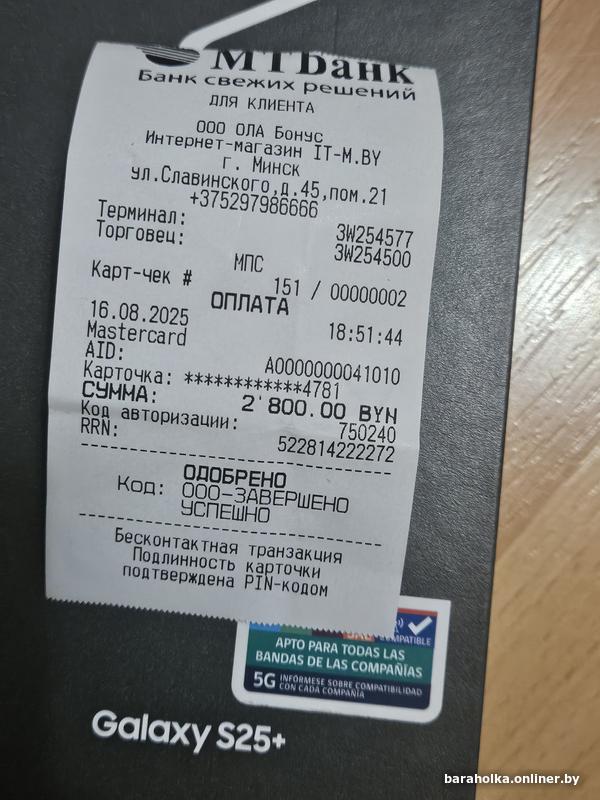 МТБанк
Банк свежих решений
ДЛЯ КЛИЕНТА
ООО ОЛА Бонус
Интернет-магазин IT-M.BY
г. Минск
ул.Славинского,д.45,пом.21
+375297986666
Терминал: 3W254577
Торговец: 3W254500
МПС
Карт-чек # 151 / 00000002
ОПЛАТА
16.08.2025 18:51:44
Mastercard
AID: A0000000041010
Карточка: ************4781
СУММА: 2'800.00 BYN
Код авторизации: 750240
RRN: 522814222272
ОДОБРЕНО
Код: 000-ЗАВЕРШЕНО
УСПЕШНО
Бесконтактная транзакция
Подлинность карточки
подтверждена PIN-кодом
APTO PARA TODAS LAS
BANDAS DE LAS COMPAÑÍAS
5G INFÓRMESE SOBRE COMPATIBILIDAD
CON CADA COMPAÑÍA
Galaxy S25+
baraholka.onliner.by